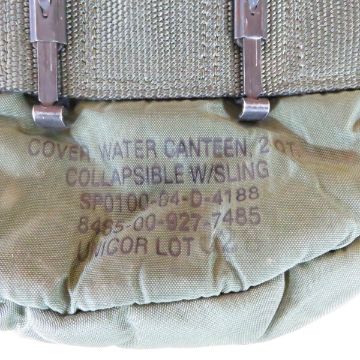 COVER WATER CANTEEN, 2 QT.
COLLAPSIBLE W/SLING
SP0100-04-D-4188
8465-00-927-7485
UNICOR LOT